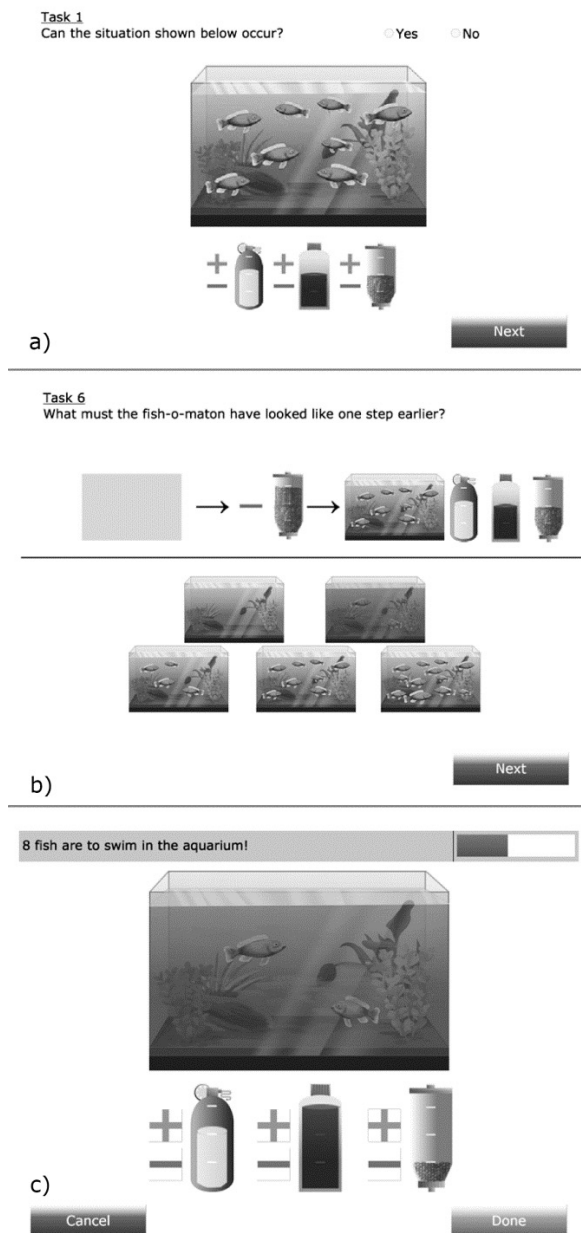 Task 1
Can the situation shown below occur? Yes No
Next
a)
Task 6
What must the fish-o-maton have looked like one step earlier?
Next
b)
8 fish are to swim in the aquarium!
c)
Cancel Done